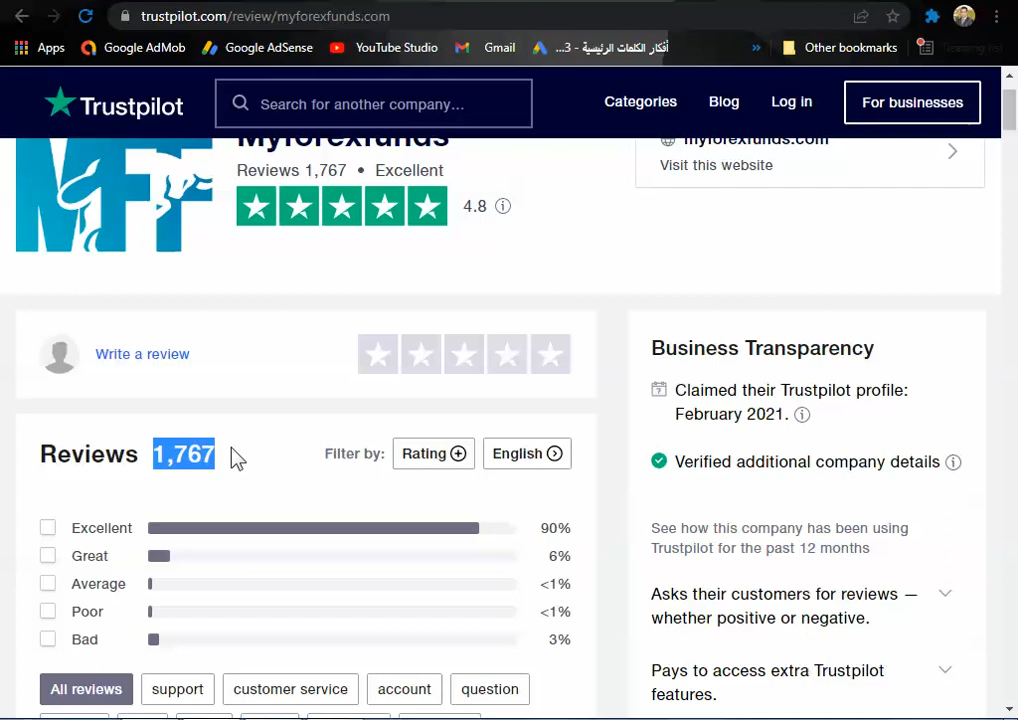 trustpilot.com/review/myforexfunds.com
Apps Google AdMob Google AdSense YouTube Studio Gmail أفكار الكلمات الرئيسية - 3... » Other bookmarks
Trustpilot Search for another company... Categories Blog Log in For businesses
MFF
Myforexfunds
Reviews 1,767 • Excellent
4.8
myforexfunds.com
Visit this website
Write a review
Reviews 1,767 Filter by: Rating English
Excellent 90%
Great 6%
Average <1%
Poor <1%
Bad 3%
All reviews support customer service account question
Business Transparency
Claimed their Trustpilot profile:
February 2021.
Verified additional company details
See how this company has been using
Trustpilot for the past 12 months
Asks their customers for reviews —
whether positive or negative.
Pays to access extra Trustpilot
features.